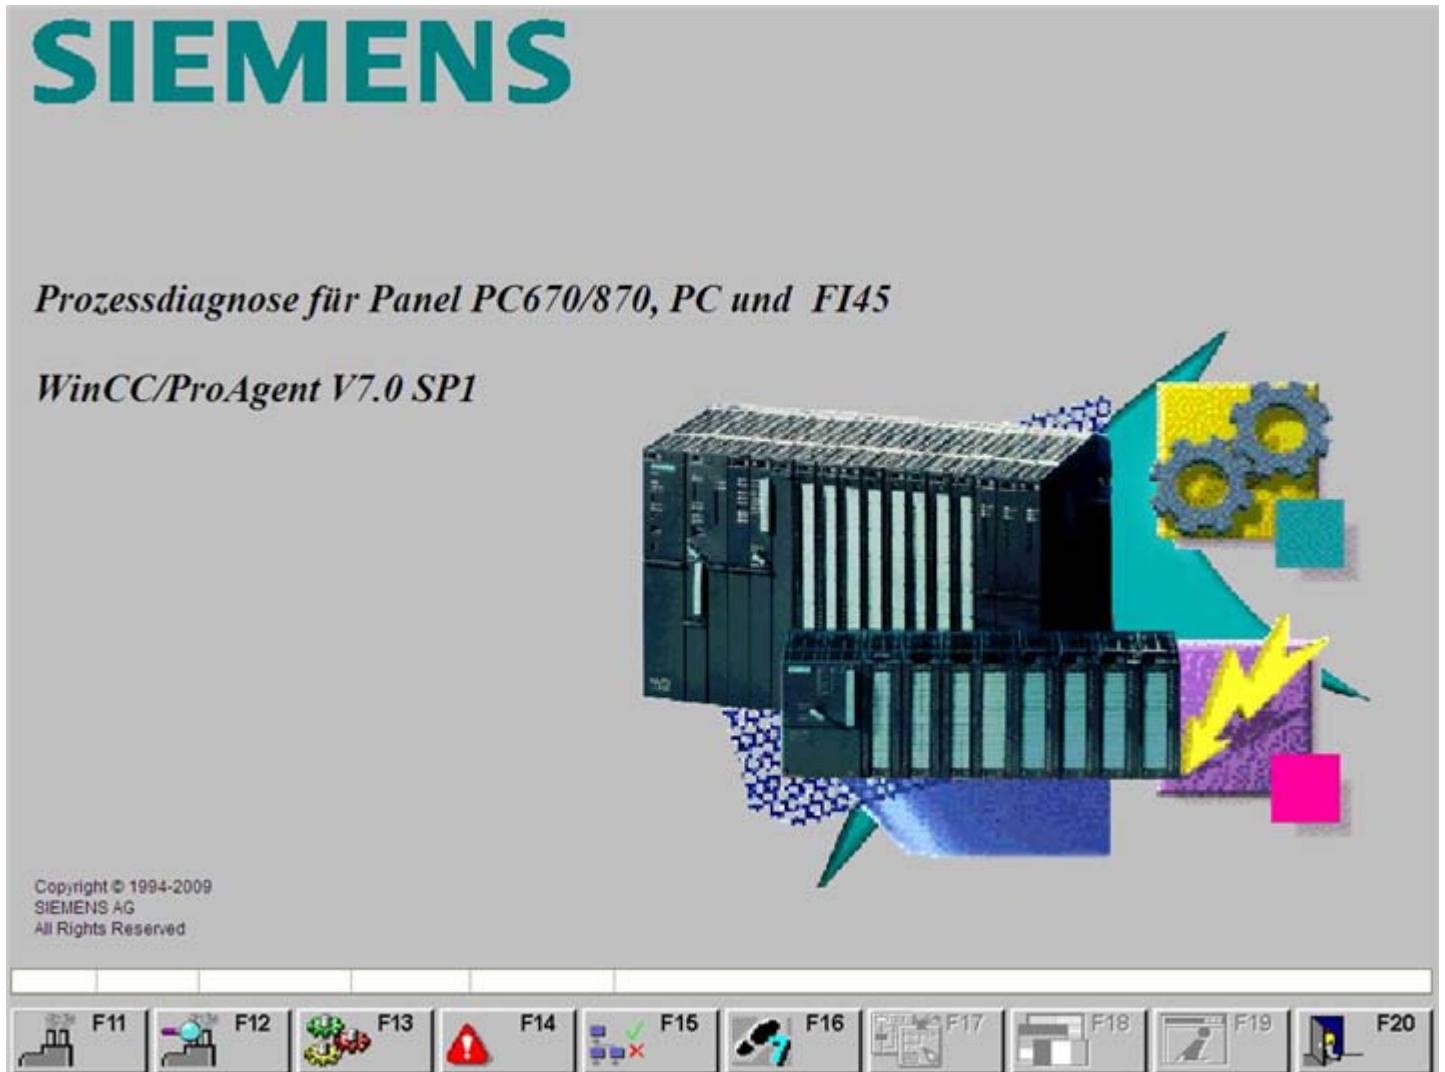 SIEMENS
Prozessdiagnose für Panel PC670/870, PC und FI45
WinCC/ProAgent V7.0 SP1
Copyright © 1994-2009
SIEMENS AG
All Rights Reserved
F11 F12 F13 F14 F15 F16 F17 F18 F19 F20